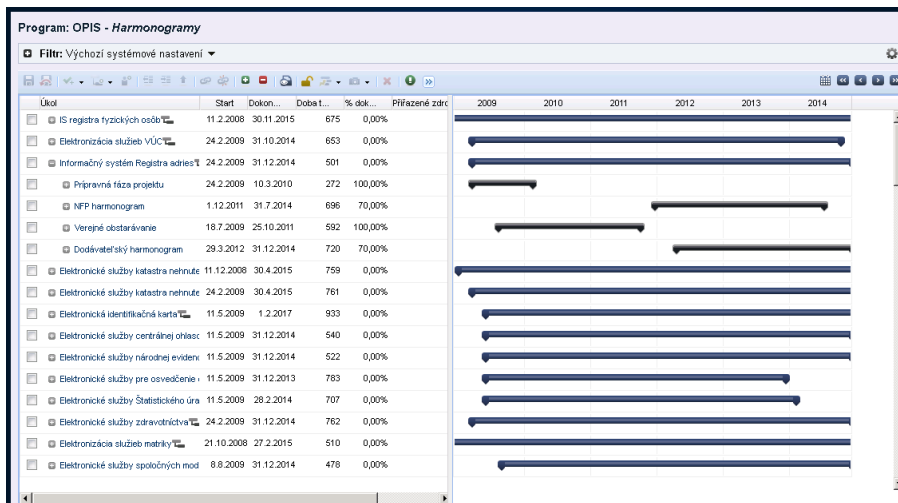 Program: OPIS - Harmonogramy
Filtr: Výchozí systémové nastavení
Úkol Start Dokon... Doba t... % dok... Přiřazené zdro 2009 2010 2011 2012 2013 2014
IS registra fyzických osôb 11.2.2008 30.11.2015 675 0,00%
Elektronizácia služieb VÚC 24.2.2009 31.10.2014 653 0,00%
Informačný systém Registra adries 24.2.2009 31.12.2014 501 0,00%
Prípravná fáza projektu 24.2.2009 10.3.2010 272 100,00%
NFP harmonogram 1.12.2011 31.7.2014 696 70,00%
Verejné obstarávanie 18.7.2009 25.10.2011 592 100,00%
Dodávateľský harmonogram 29.3.2012 31.12.2014 720 70,00%
Elektronické služby katastra nehnute 11.12.2008 30.4.2015 759 0,00%
Elektronické služby katastra nehnute 24.2.2009 30.4.2015 761 0,00%
Elektronická identifikačná karta 11.5.2009 1.2.2017 933 0,00%
Elektronické služby centrálnej ohlaso 11.5.2009 31.12.2014 540 0,00%
Elektronické služby národnej evidenc 11.5.2009 31.12.2014 522 0,00%
Elektronické služby pre osvedčenie 11.5.2009 31.12.2013 783 0,00%
Elektronické služby Štatistického úra 11.5.2009 28.2.2014 707 0,00%
Elektronické služby zdravotníctva 24.2.2009 31.12.2014 762 0,00%
Elektronizácia služieb matriky 21.10.2008 27.2.2015 510 0,00%
Elektronické služby spoločných mod 8.8.2009 31.12.2014 478 0,00%